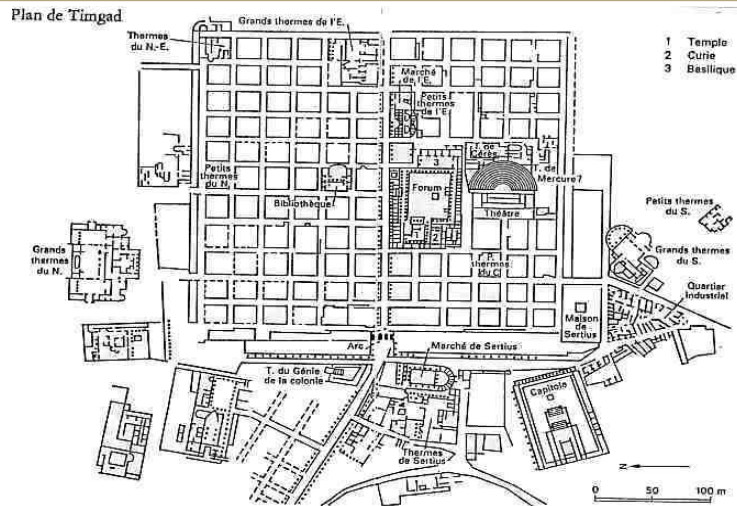 Plan de Timgad
Grands thermes de l'E.
Thermes
du N.-E.
1 Temple
2 Curie
3 Basilique
Marché
de l'E.
Petits
thermes
de l'E.
T. de
Cérès
T. de
Mercure?
3
Forum
1
2
Théâtre
Petits
thermes
du N.
Bibliothèque
Petits thermes
du S.
Grands thermes
du S.
Grands
thermes
du N.
P.
thermes
du C.
Quartier
Industriel
Maison
de
Sertius
Arc
Marché de Sertius
T. du Génie
de la colonie
Capitole
Thermes
de Sertius
N
0 50 100 m